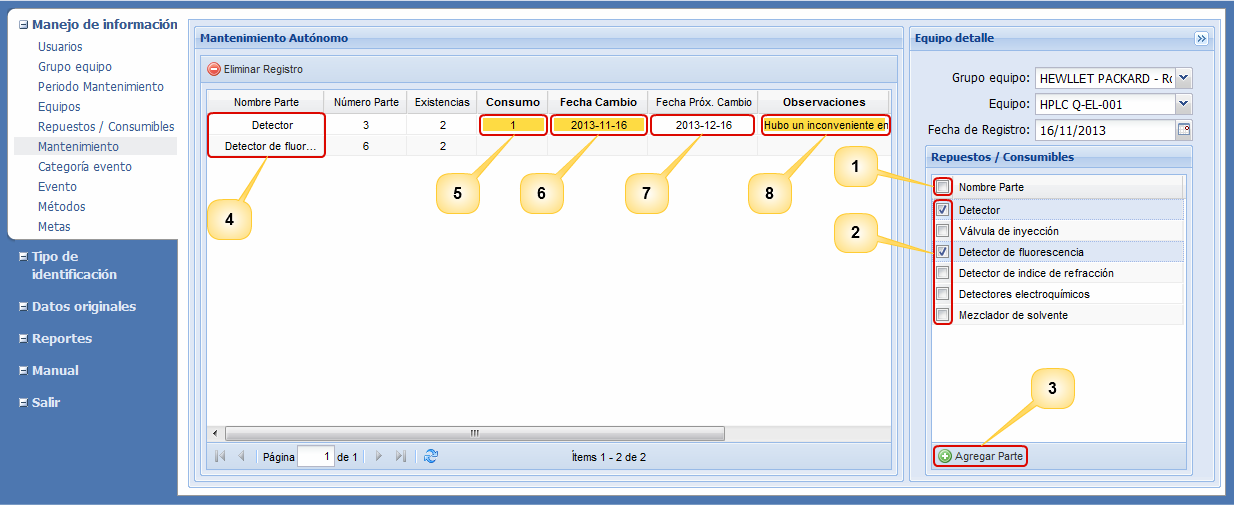 Manejo de información
Usuarios
Grupo equipo
Periodo Mantenimiento
Equipos
Repuestos / Consumibles
Mantenimiento
Categoría evento
Evento
Métodos
Metas
Tipo de
identificación
Datos originales
Reportes
Manual
Salir
Mantenimiento Autónomo
Eliminar Registro
Nombre Parte Número Parte Existencias Consumo Fecha Cambio Fecha Próx. Cambio Observaciones
Detector 3 2 1 2013-11-16 2013-12-16 Hubo un inconveniente en
Detector de fluor... 6 2
4
5
6
7
8
Página 1 de 1
Ítems 1 - 2 de 2
Equipo detalle
Grupo equipo: HEWLLET PACKARD - Ro
Equipo: HPLC Q-EL-001
Fecha de Registro: 16/11/2013
Repuestos / Consumibles
1
Nombre Parte
Detector
Válvula de inyección
2
Detector de fluorescencia
Detector de indice de refracción
Detectores electroquímicos
Mezclador de solvente
3
Agregar Parte